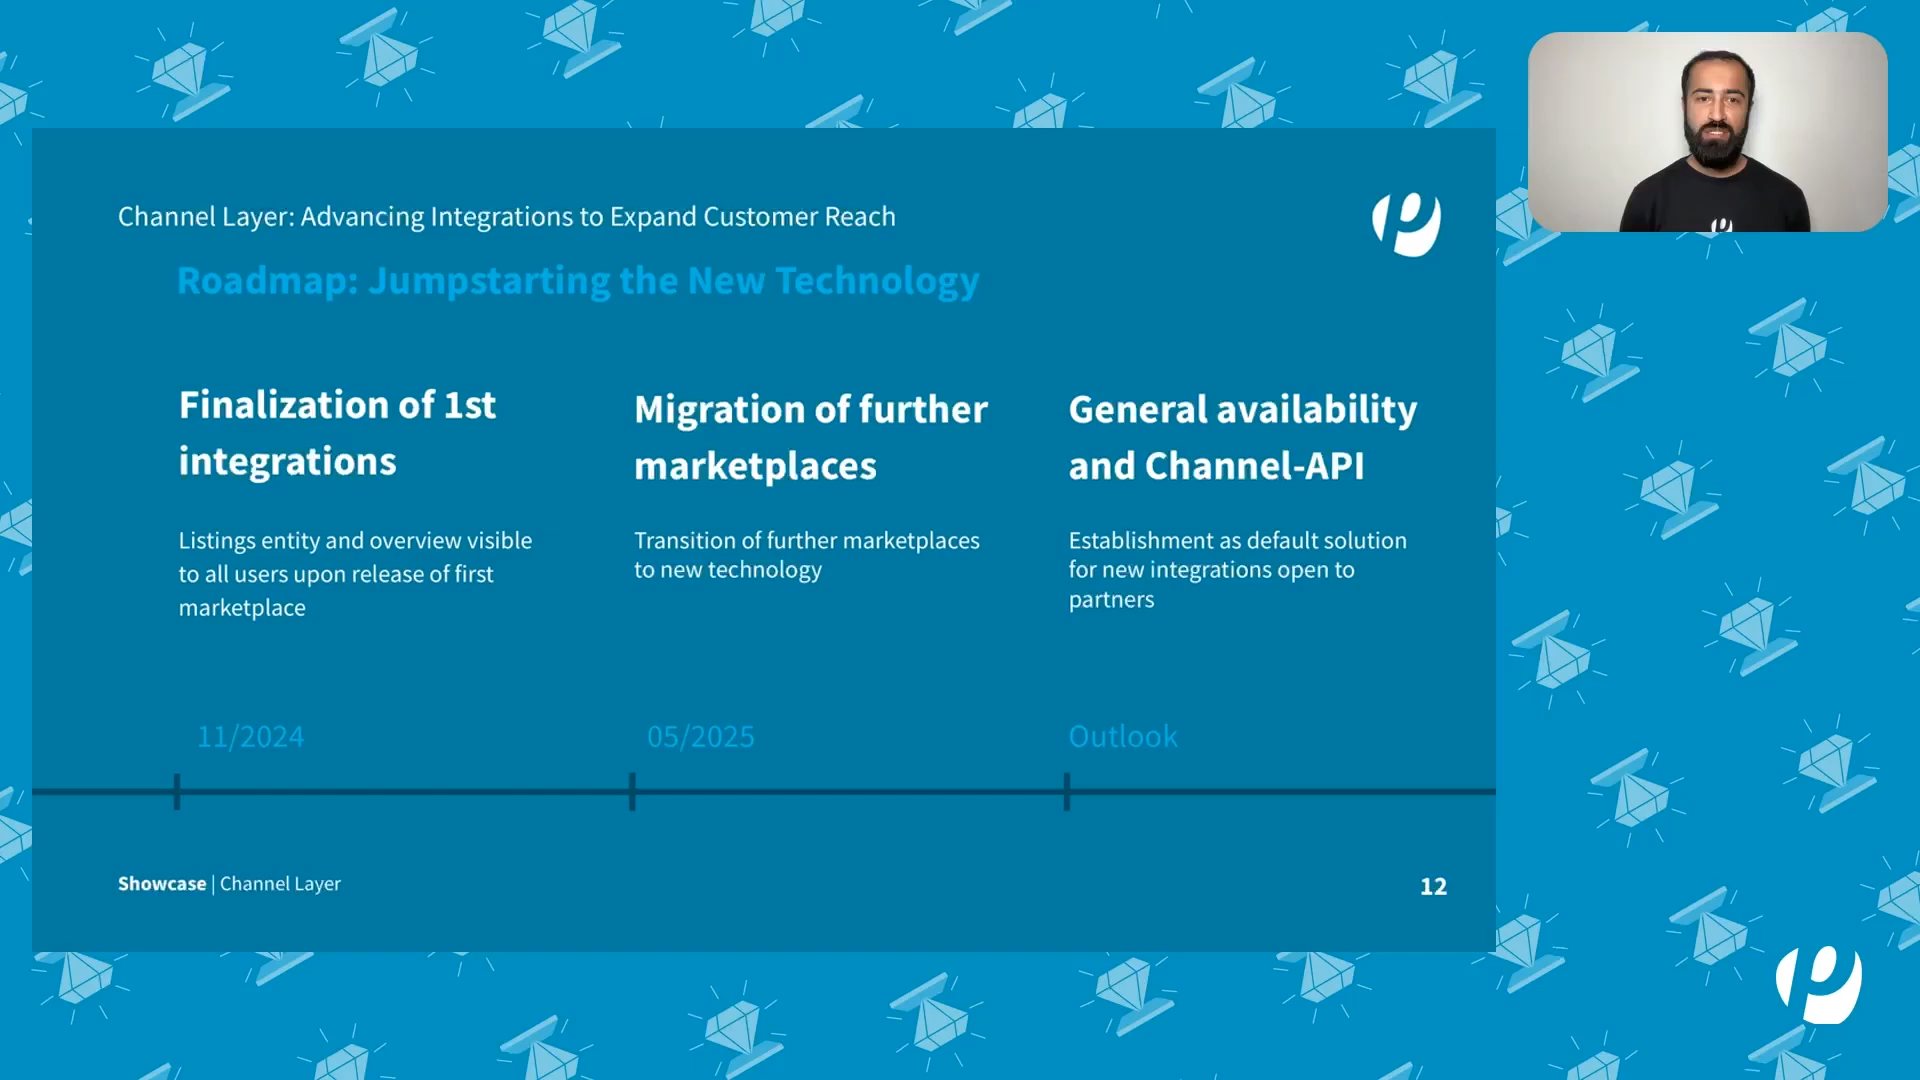 Channel Layer: Advancing Integrations to Expand Customer Reach
Roadmap: Jumpstarting the New Technology
Finalization of 1st
integrations
Listings entity and overview visible
to all users upon release of first
marketplace
11/2024
Migration of further
marketplaces
Transition of further marketplaces
to new technology
05/2025
General availability
and Channel-API
Establishment as default solution
for new integrations open to
partners
Outlook
Showcase | Channel Layer
12